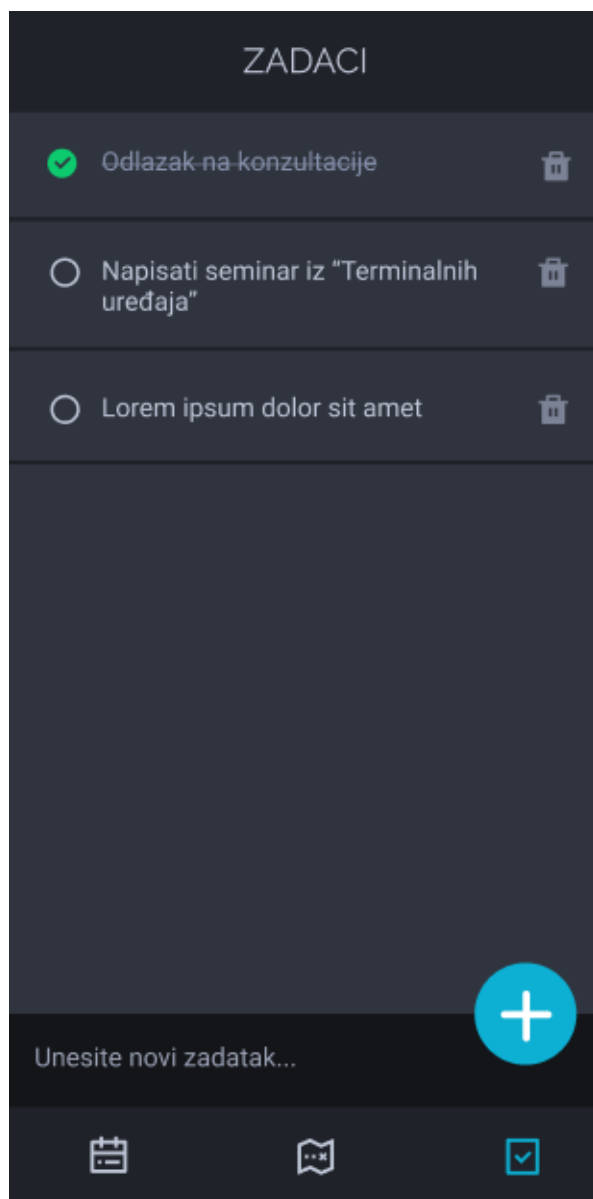 ZADACI
Odlazak na konzultacije
Napisati seminar iz “Terminalnih
uređaja”
Lorem ipsum dolor sit amet
Unesite novi zadatak...